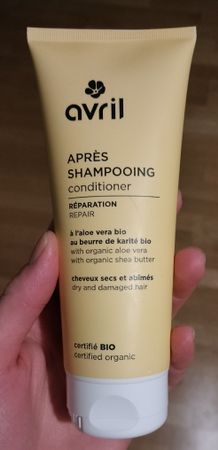 avril
APRÈS
SHAMPOOING
conditioner
RÉPARATION
REPAIR
à l'aloe vera bio
au beurre de karité bio
with organic aloe vera
with organic shea butter
cheveux secs et abîmés
dry and damaged hair
certifié BIO
certified organic